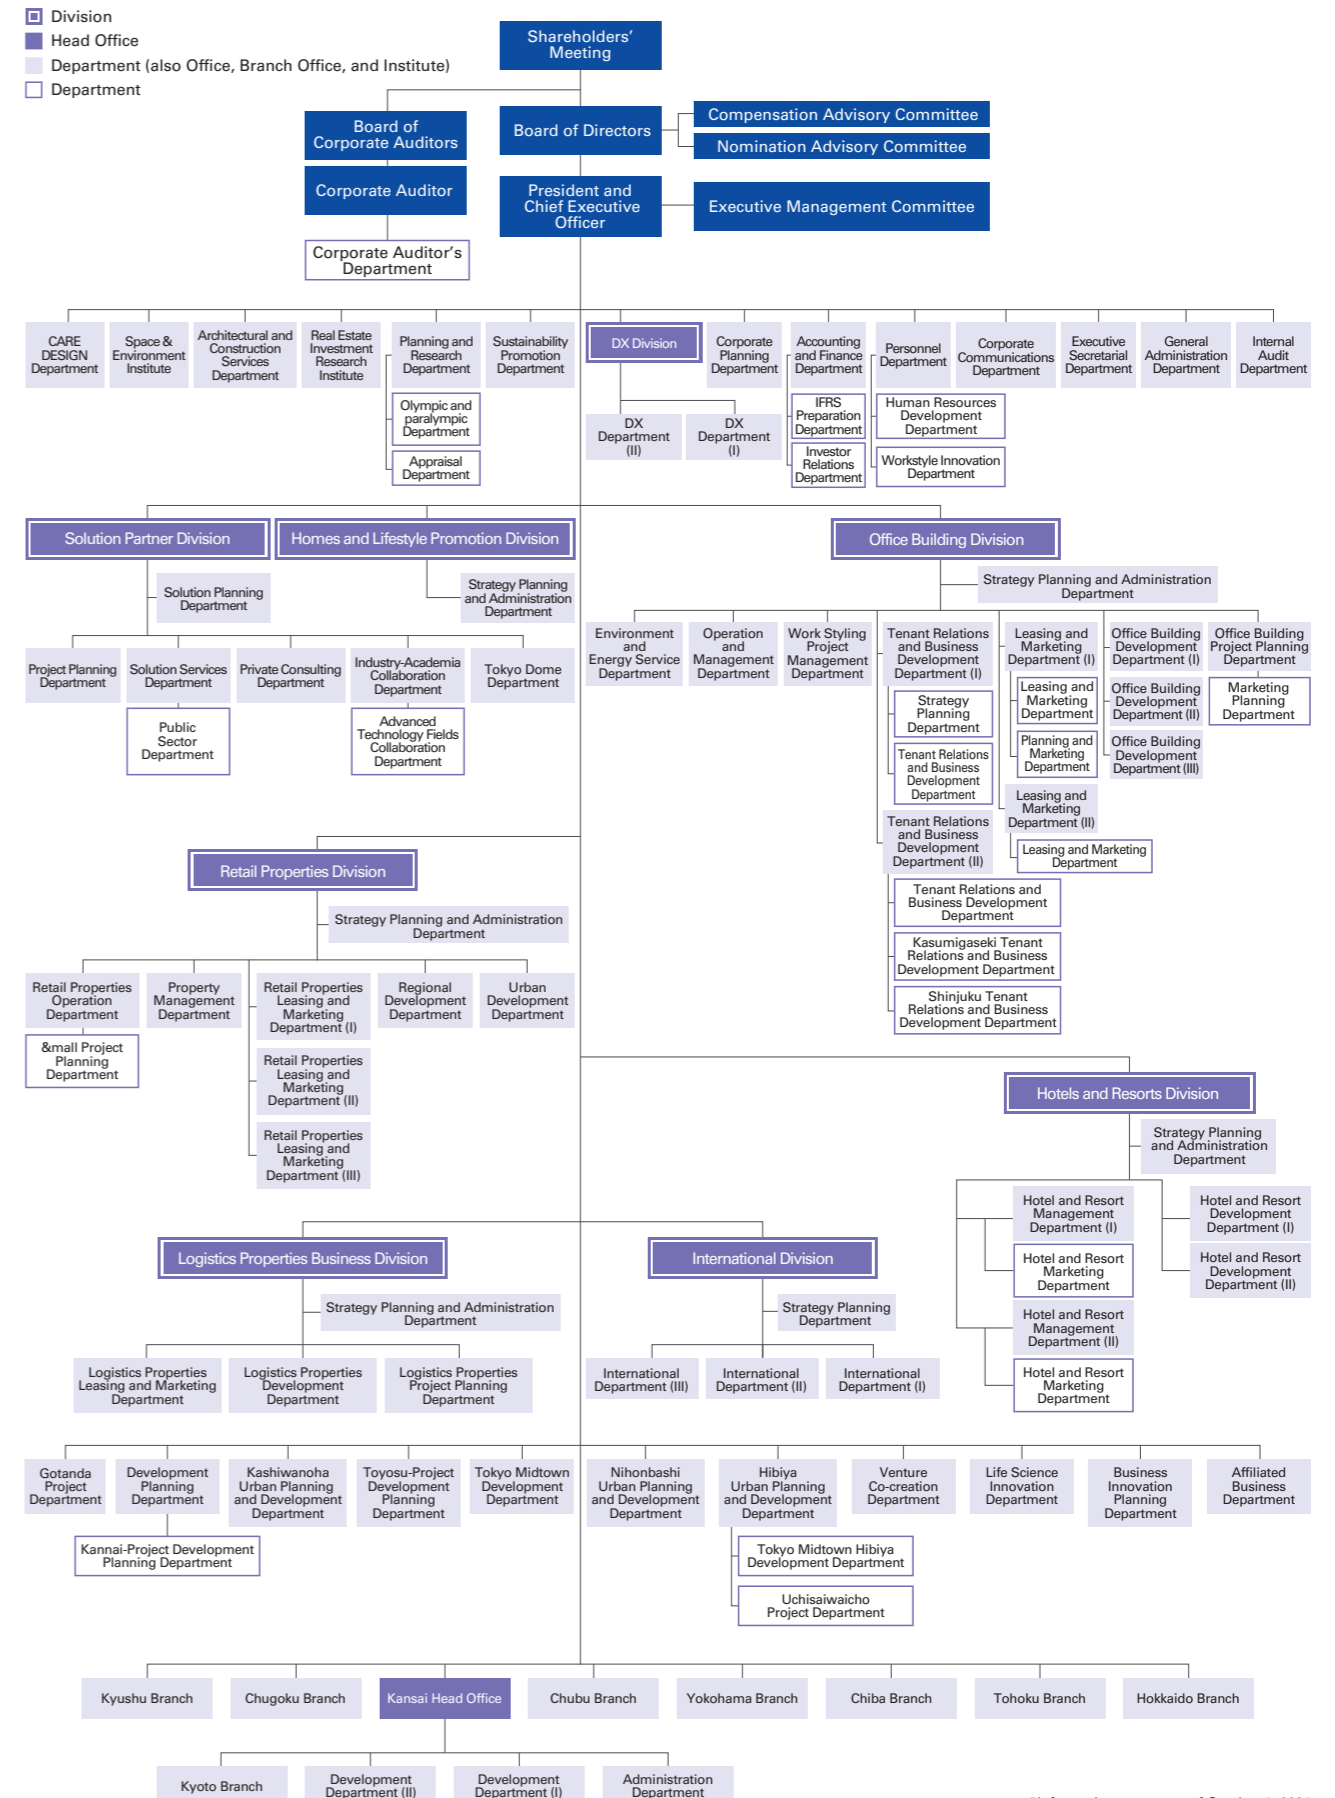 Division
Head Office
Department (also Office, Branch Office, and Institute)
Department
Shareholders'
Meeting
Board of
Corporate Auditors
Board of Directors
Compensation Advisory Committee
Nomination Advisory Committee
Corporate Auditor
President and
Chief Executive
Officer
Executive Management Committee
Corporate Auditor's
Department
CARE
DESIGN
Department
Space &
Environment
Institute
Architectural and
Construction
Services
Department
Real Estate
Investment
Research
Institute
Planning and
Research
Department
Sustainability
Promotion
Department
DX Division
Corporate
Planning
Department
Accounting
and Finance
Department
Personnel
Department
Corporate
Communications
Department
Executive
Secretarial
Department
General
Administration
Department
Internal
Audit
Department
Olympic and
paralympic
Department
Appraisal
Department
DX
Department
(II)
DX
Department
(I)
IFRS
Preparation
Department
Investor
Relations
Department
Human Resources
Development
Department
Workstyle Innovation
Department
Solution Partner Division
Homes and Lifestyle Promotion Division
Office Building Division
Solution Planning
Department
Strategy Planning
and Administration
Department
Strategy Planning and Administration
Department
Project Planning
Department
Solution Services
Department
Private Consulting
Department
Industry-Academia
Collaboration
Department
Tokyo Dome
Department
Public
Sector
Department
Advanced
Technology Fields
Collaboration
Department
Environment
and
Energy Service
Department
Operation
and
Management
Department
Work Styling
Project
Management
Department
Tenant Relations
and Business
Development
Department (I)
Leasing and
Marketing
Department (I)
Office Building
Development
Department (I)
Office Building
Project Planning
Department
Strategy
Planning
Department
Tenant Relations
and Business
Development
Department
Leasing and
Marketing
Department
Planning and
Marketing
Department
Office Building
Development
Department (II)
Office Building
Development
Department (III)
Marketing
Planning
Department
Tenant Relations
and Business
Development
Department (II)
Leasing and
Marketing
Department (II)
Leasing and Marketing
Department
Tenant Relations and
Business Development
Department
Kasumigaseki Tenant
Relations and Business
Development Department
Shinjuku Tenant
Relations and Business
Development Department
Retail Properties Division
Strategy Planning and Administration
Department
Retail Properties
Operation
Department
Property
Management
Department
Retail Properties
Leasing and
Marketing
Department (I)
Regional
Development
Department
Urban
Development
Department
&mall Project
Planning
Department
Retail Properties
Leasing and
Marketing
Department (II)
Retail Properties
Leasing and
Marketing
Department (III)
Hotels and Resorts Division
Strategy Planning
and Administration
Department
Hotel and Resort
Management
Department (I)
Hotel and Resort
Development
Department (I)
Hotel and Resort
Marketing
Department
Hotel and Resort
Development
Department (II)
Hotel and Resort
Management
Department (II)
Hotel and Resort
Marketing
Department
Logistics Properties Business Division
International Division
Strategy Planning and Administration
Department
Strategy Planning
Department
Logistics Properties
Leasing and Marketing
Department
Logistics Properties
Development
Department
Logistics Properties
Project Planning
Department
International
Department (III)
International
Department (II)
International
Department (I)
Gotanda
Project
Department
Development
Planning
Department
Kashiwanoha
Urban Planning
and Development
Department
Toyosu-Project
Development
Planning
Department
Tokyo Midtown
Development
Department
Nihonbashi
Urban Planning
and Development
Department
Hibiya
Urban Planning
and Development
Department
Venture
Co-creation
Department
Life Science
Innovation
Department
Business
Innovation
Planning
Department
Affiliated
Business
Department
Kannai-Project Development
Planning Department
Tokyo Midtown Hibiya
Development Department
Uchisaiwaicho
Project Department
Kyushu Branch
Chugoku Branch
Kansai Head Office
Chubu Branch
Yokohama Branch
Chiba Branch
Tohoku Branch
Hokkaido Branch
Kyoto Branch
Development
Department (II)
Development
Department (I)
Administration
Department